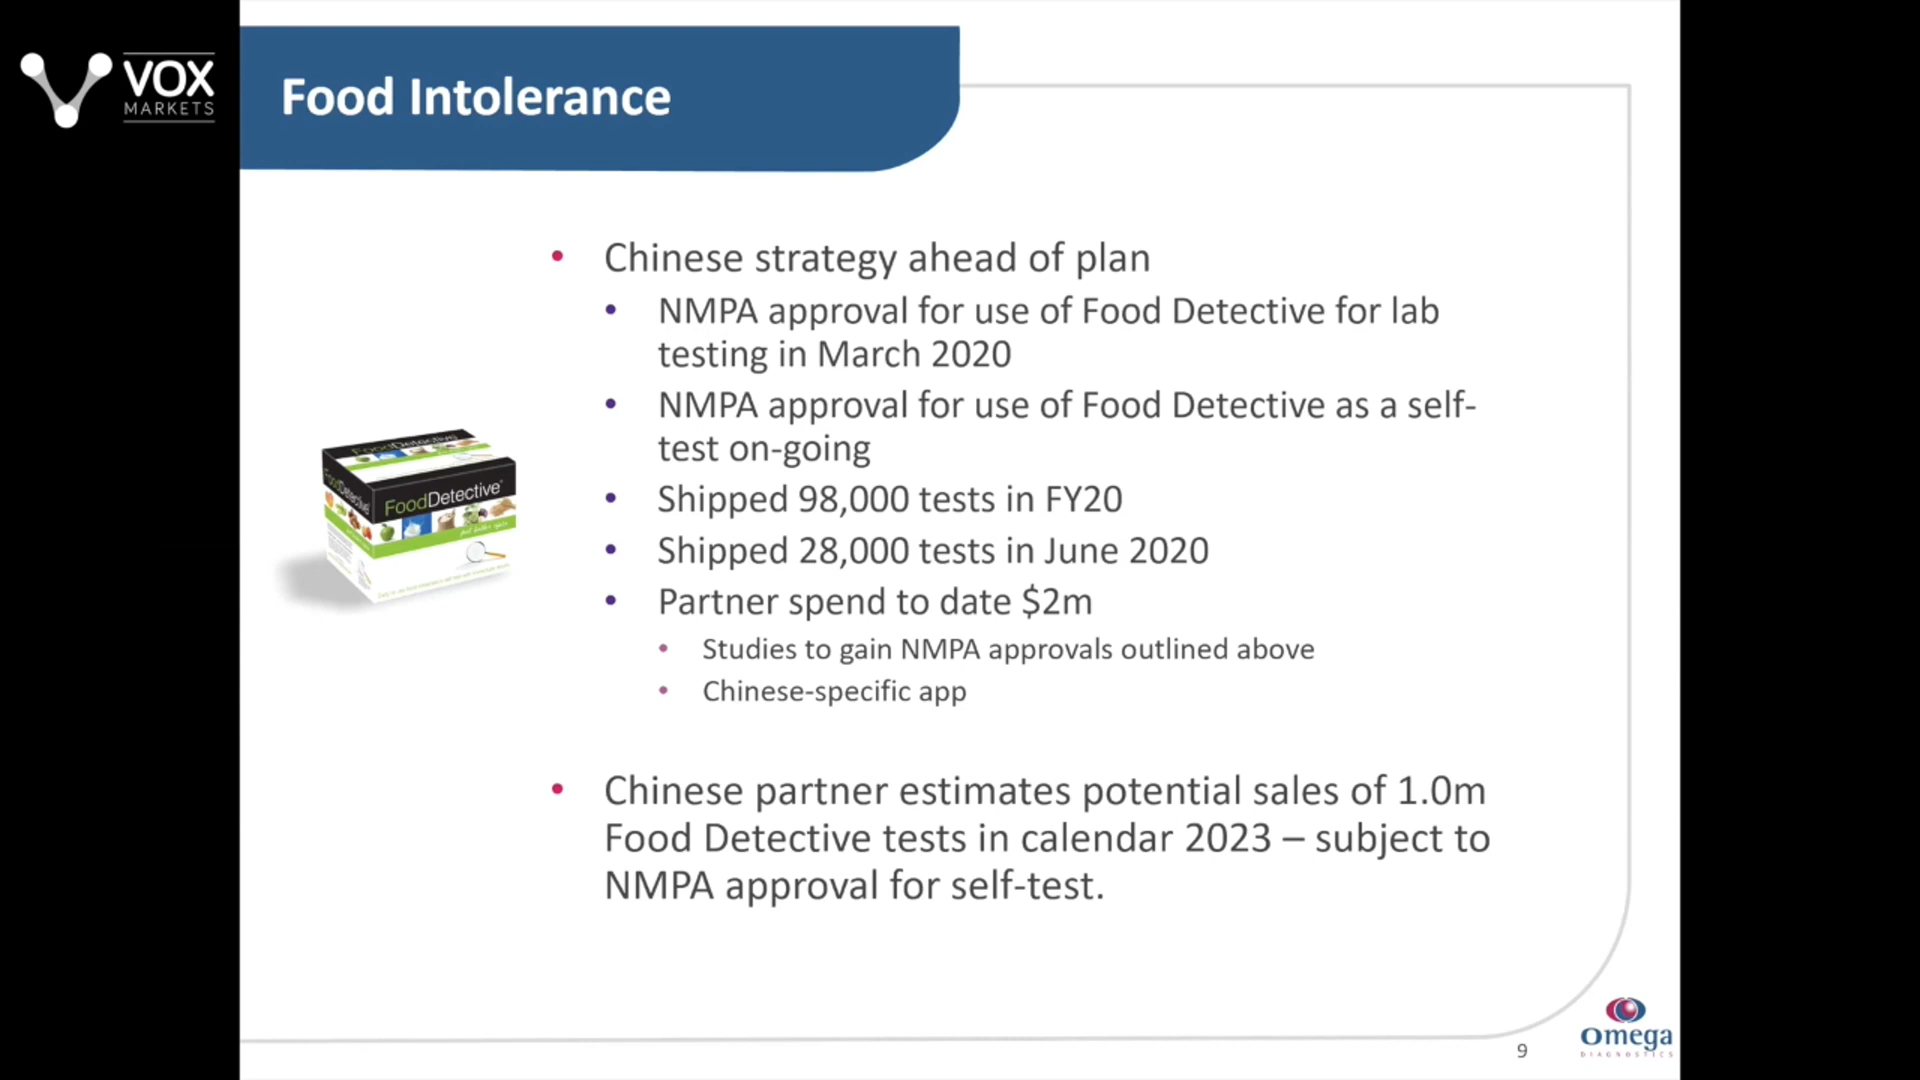 VOX
MARKETS
Food Intolerance
• Chinese strategy ahead of plan
• NMPA approval for use of Food Detective for lab
testing in March 2020
• NMPA approval for use of Food Detective as a self-
test on-going
• Shipped 98,000 tests in FY20
• Shipped 28,000 tests in June 2020
• Partner spend to date $2m
• Studies to gain NMPA approvals outlined above
• Chinese-specific app
FoodDetective
FoodDetective
FoodDetective
• Chinese partner estimates potential sales of 1.0m
Food Detective tests in calendar 2023 – subject to
NMPA approval for self-test.
9
Omega
DIAGNOSTICS